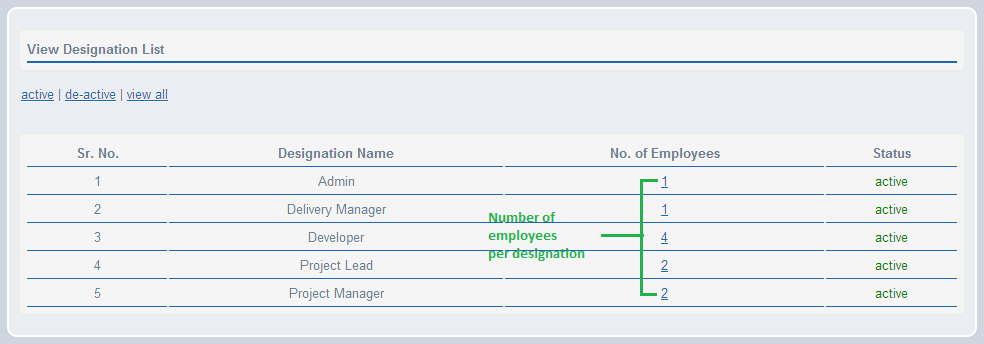 View Designation List
active | de-active | view all
Sr. No. Designation Name No. of Employees Status
1 Admin 1 active
2 Delivery Manager 1 active
3 Developer 4 active
4 Project Lead 2 active
5 Project Manager 2 active
Number of
employees
per designation